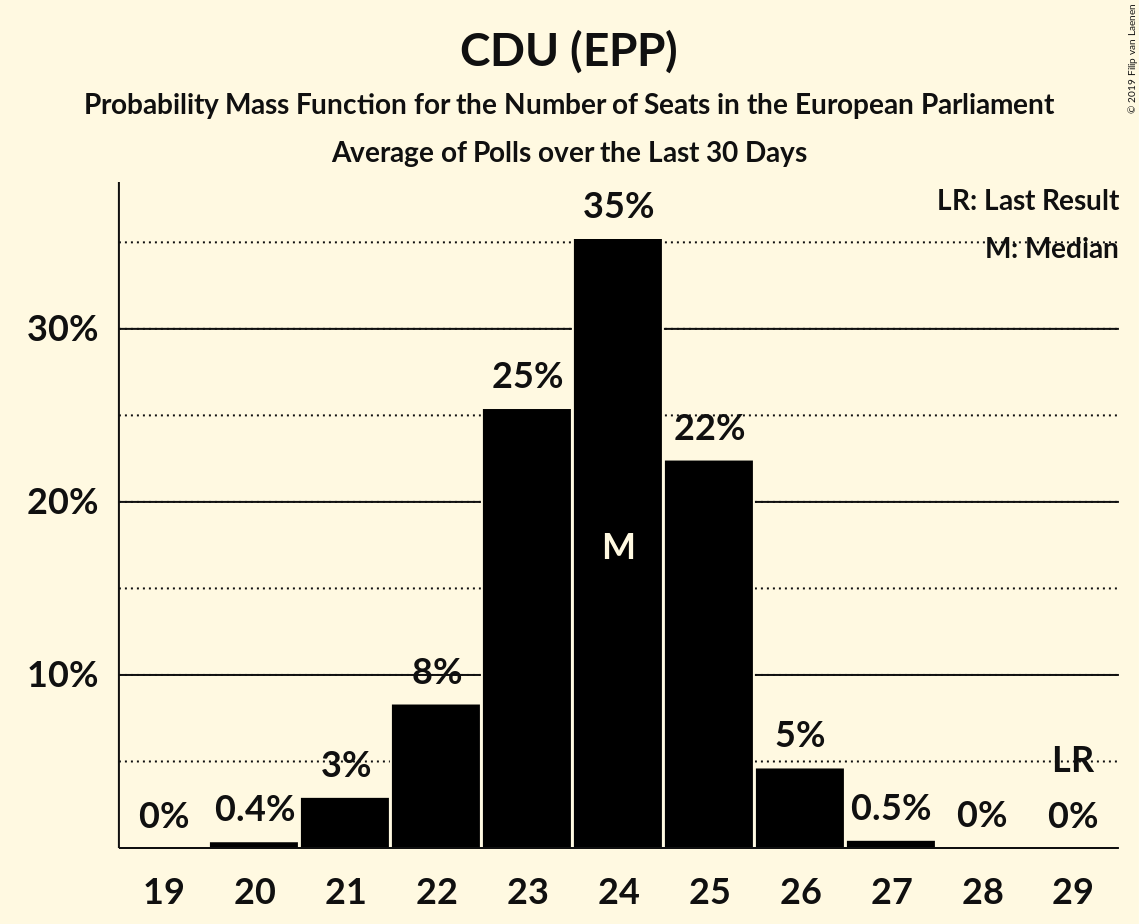 CDU (EPP)
Probability Mass Function for the Number of Seats in the European Parliament
Average of Polls over the Last 30 Days
© 2019 Filip van Laenen
LR: Last Result
M: Median
30%
20%
10%
0%
0.4%
3%
8%
25%
35%
M
22%
5%
0.5%
0%
LR
0%
19 20 21 22 23 24 25 26 27 28 29